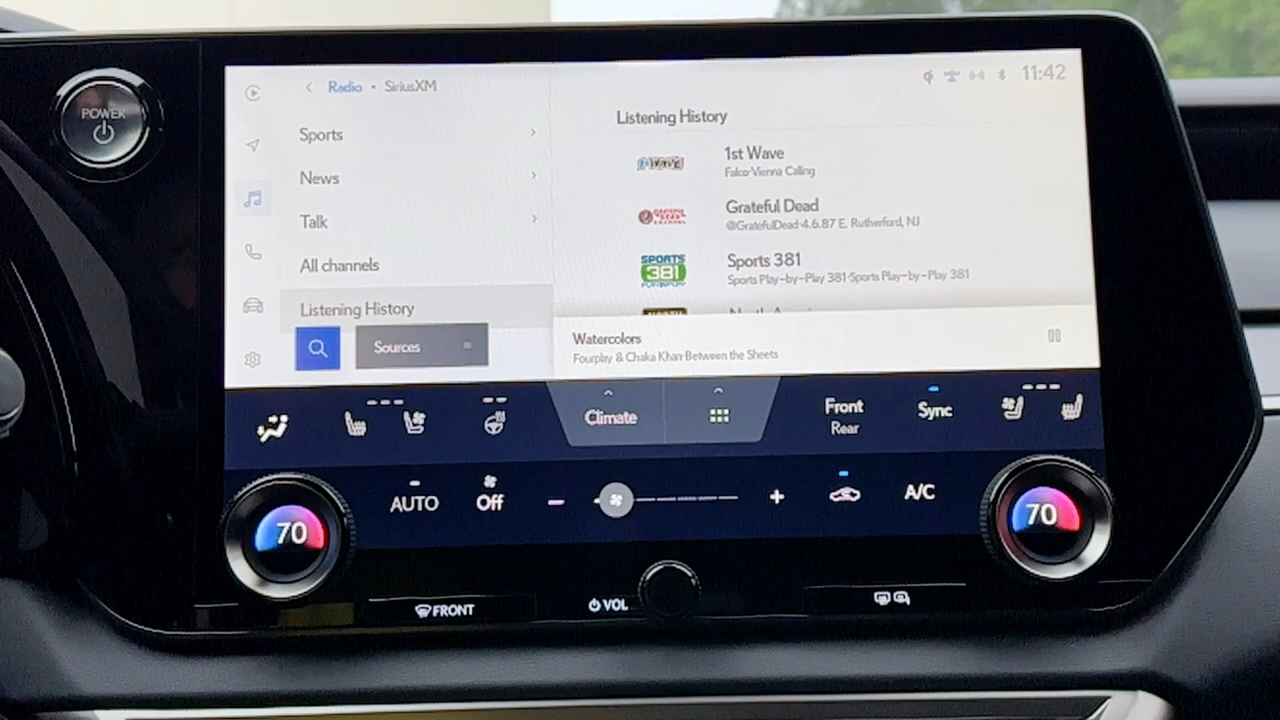 POWER
Radio • SiriusXM
11:42
Sports
News
Talk
All channels
Listening History
Sources
Listening History
1st Wave
Falco·Vienna Calling
Grateful Dead
@GratefulDead·4.6.87 E. Rutherford, NJ
SPORTS
381
Sports 381
Sports Play-by-Play 381·Sports Play-by-Play 381
Watercolors
Fourplay & Chaka Khan·Between the Sheets
Climate
Front
Rear
Sync
70
AUTO
Off
A/C
70
FRONT
VOL